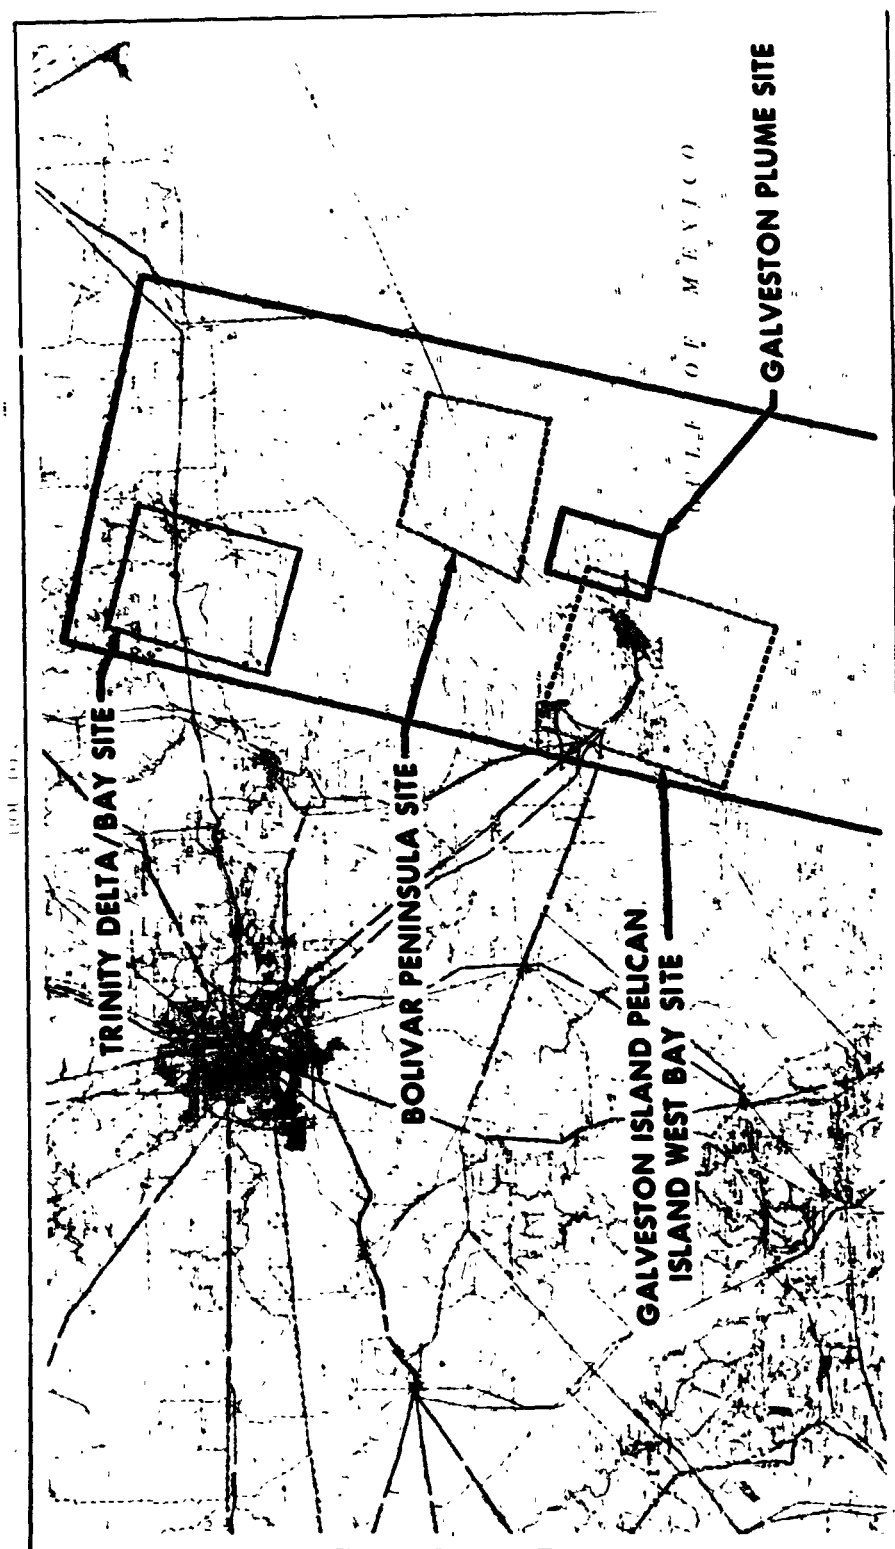 TRINITY DELTA/BAY SITE
BOLIVAR PENINSULA SITE
GALVESTON ISLAND PELICAN
ISLAND WEST BAY SITE
OF MEXICO
GALVESTON PLUME SITE